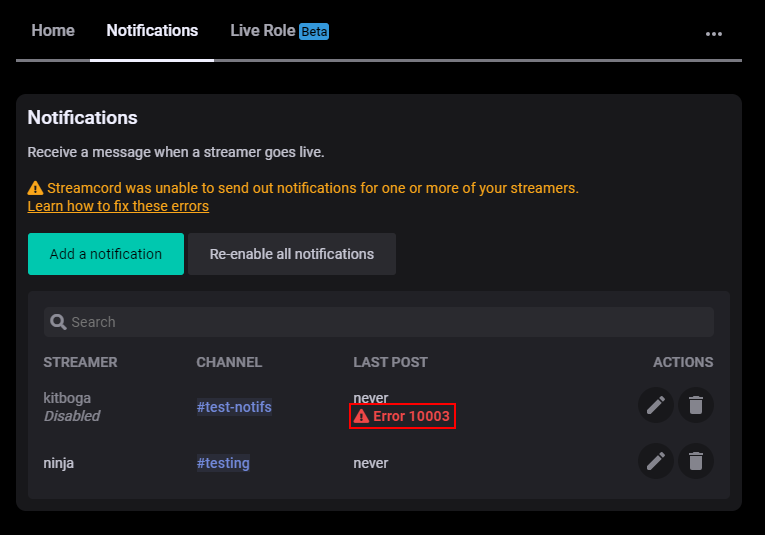 Home Notifications Live Role Beta
Notifications
Receive a message when a streamer goes live.
Streamcord was unable to send out notifications for one or more of your streamers.
Learn how to fix these errors
Add a notification Re-enable all notifications
Search
STREAMER CHANNEL LAST POST ACTIONS
kitboga #test-notifs never
Disabled Error 10003
ninja #testing never